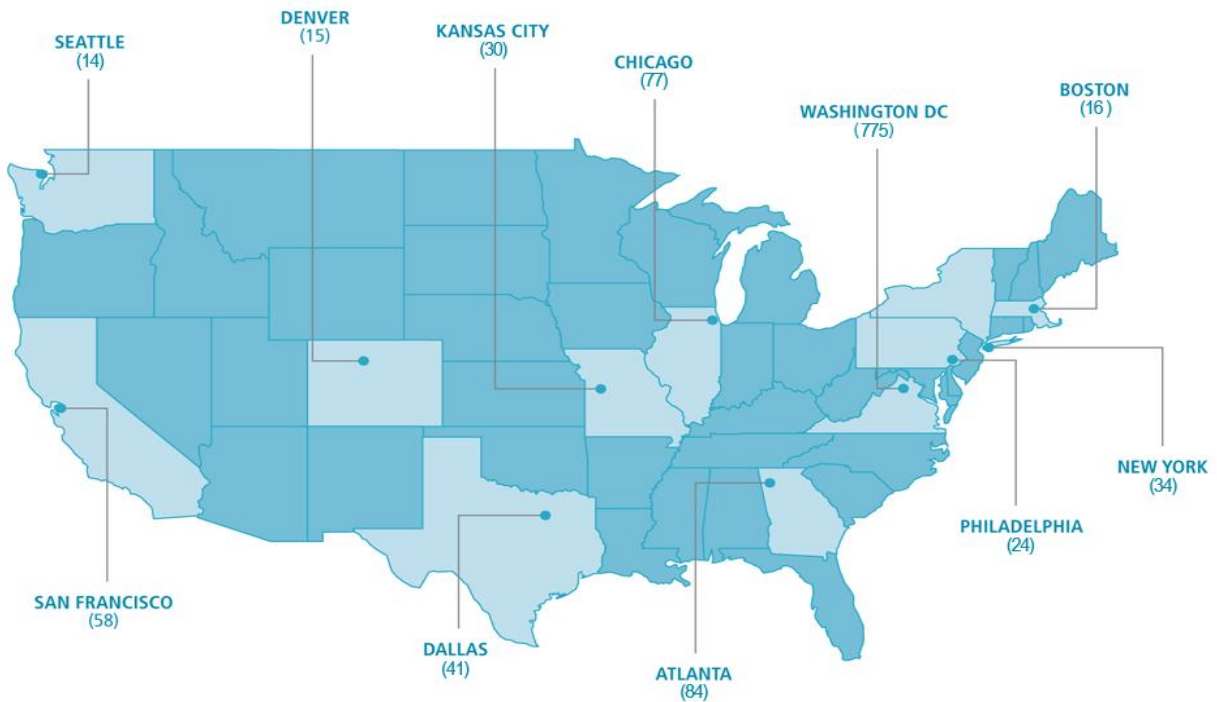 DENVER
(15)
SEATTLE
(14)
KANSAS CITY
(30)
CHICAGO
(77)
WASHINGTON DC
(775)
BOSTON
(16 )
NEW YORK
(34)
PHILADELPHIA
(24)
SAN FRANCISCO
(58)
DALLAS
(41)
ATLANTA
(84)